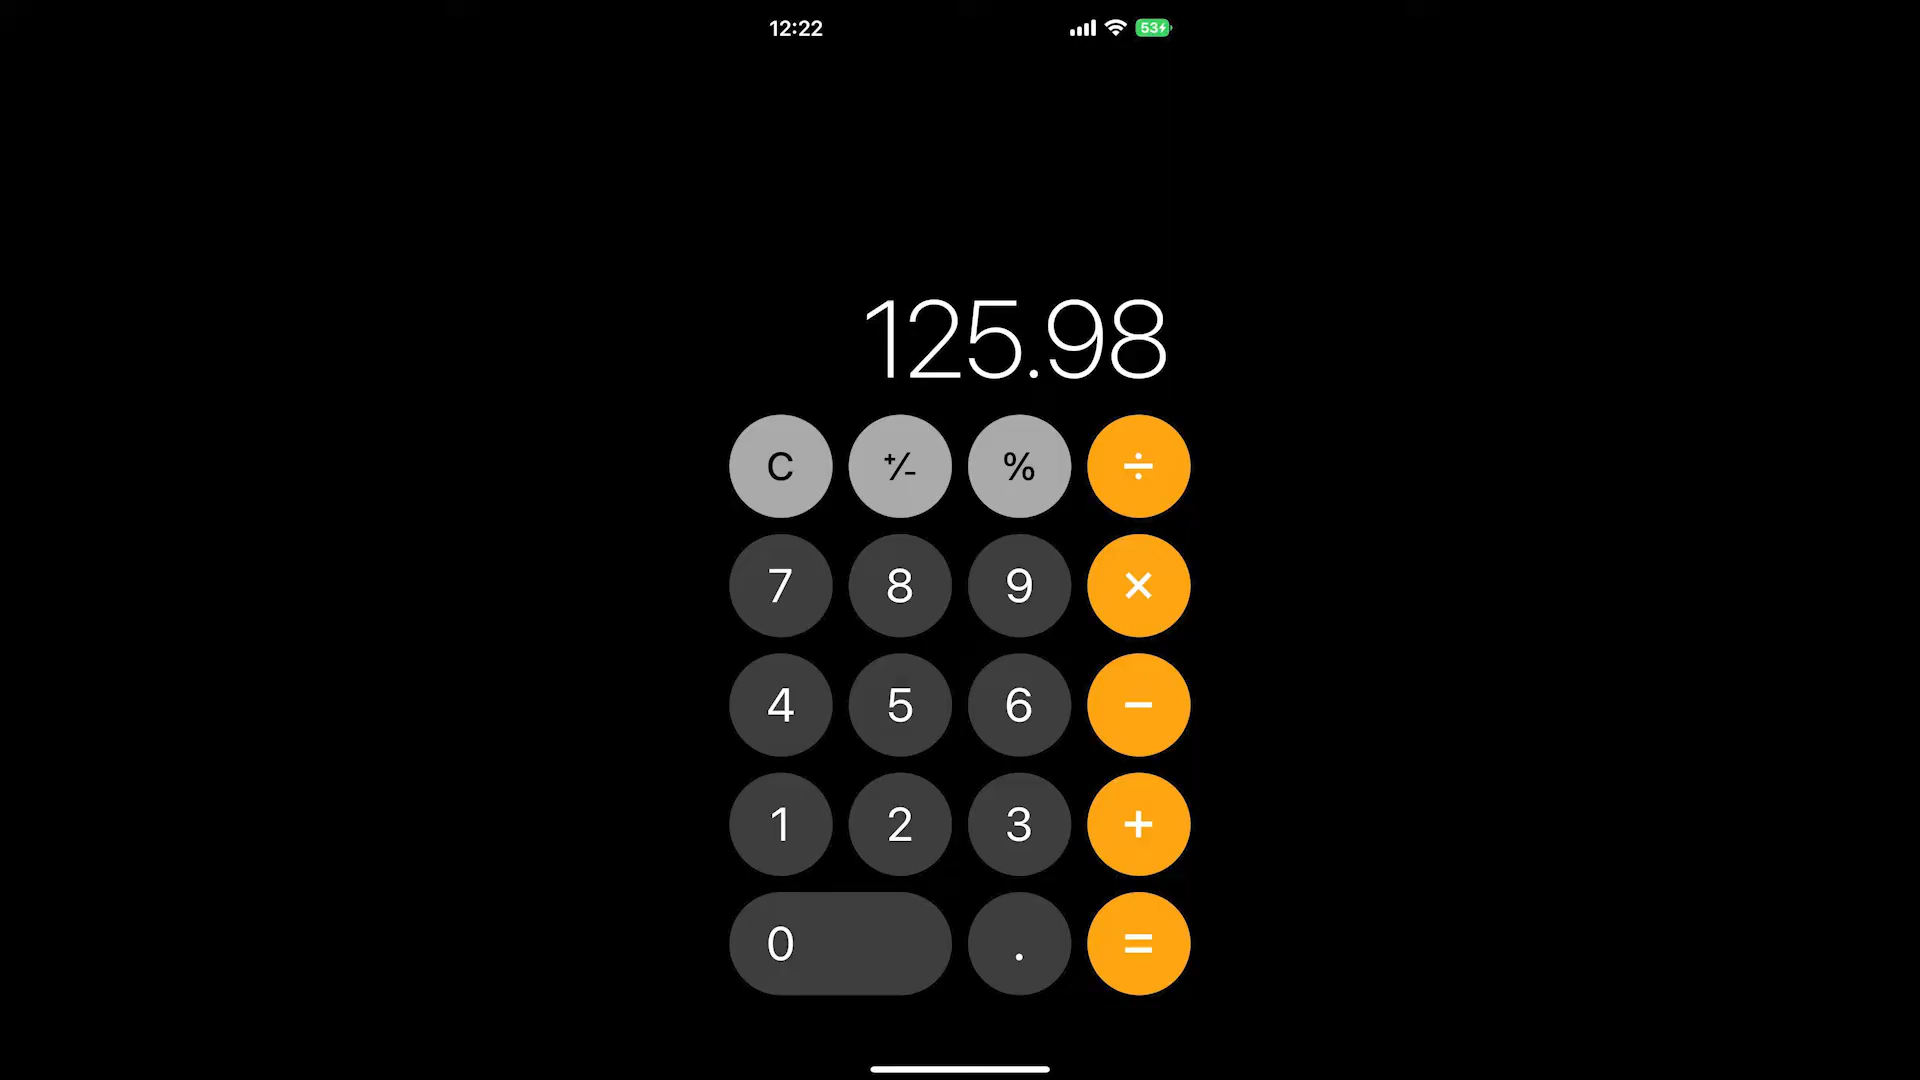 12:22 53
125.98
C +/- % ÷
7 8 9 ×
4 5 6 −
1 2 3 +
0 . =